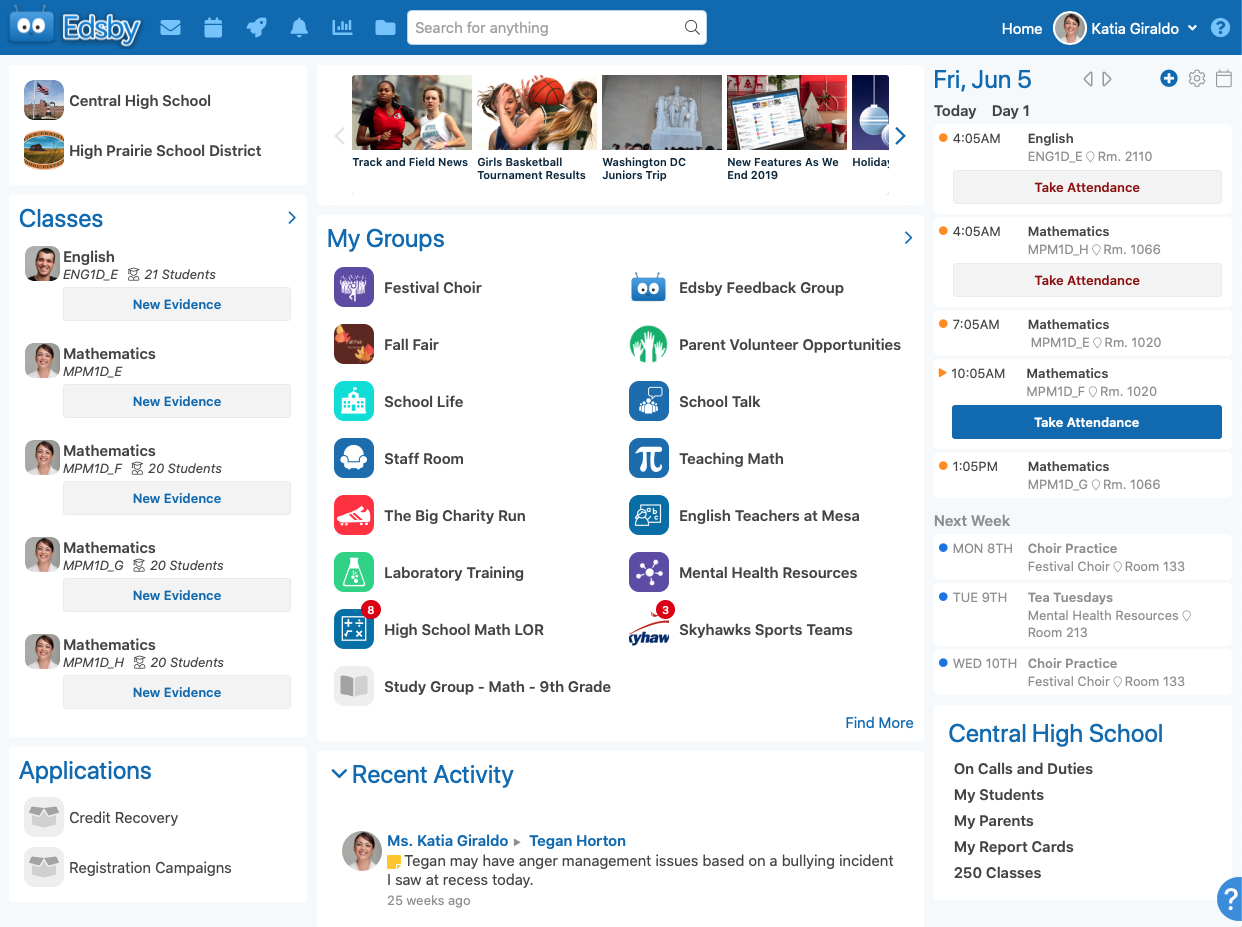 Edsby
Search for anything
Home
Katia Giraldo
?
Central High School
High Prairie School District
Classes
English
ENG1D_E 21 Students
New Evidence
Mathematics
MPM1D_E
New Evidence
Mathematics
MPM1D_F 20 Students
New Evidence
Mathematics
MPM1D_G 20 Students
New Evidence
Mathematics
MPM1D_H 20 Students
New Evidence
Applications
Credit Recovery
Registration Campaigns
Track and Field News
Girls Basketball
Tournament Results
Washington DC
Juniors Trip
New Features As We
End 2019
Holiday
My Groups
Festival Choir
Edsby Feedback Group
Fall Fair
Parent Volunteer Opportunities
School Life
School Talk
Staff Room
π
Teaching Math
The Big Charity Run
English Teachers at Mesa
Laboratory Training
Mental Health Resources
8
High School Math LOR
3
yhaw
Skyhawks Sports Teams
Study Group - Math - 9th Grade
Find More
Recent Activity
Ms. Katia Giraldo ▸ Tegan Horton
Tegan may have anger management issues based on a bullying incident
I saw at recess today.
25 weeks ago
Fri, Jun 5
Today Day 1
4:05AM English
ENG1D_E Rm. 2110
Take Attendance
4:05AM Mathematics
MPM1D_H Rm. 1066
Take Attendance
7:05AM Mathematics
MPM1D_E Rm. 1020
10:05AM Mathematics
MPM1D_F Rm. 1020
Take Attendance
1:05PM Mathematics
MPM1D_G Rm. 1066
Next Week
MON 8TH Choir Practice
Festival Choir Room 133
TUE 9TH Tea Tuesdays
Mental Health Resources
Room 213
WED 10TH Choir Practice
Festival Choir Room 133
Central High School
On Calls and Duties
My Students
My Parents
My Report Cards
250 Classes
?